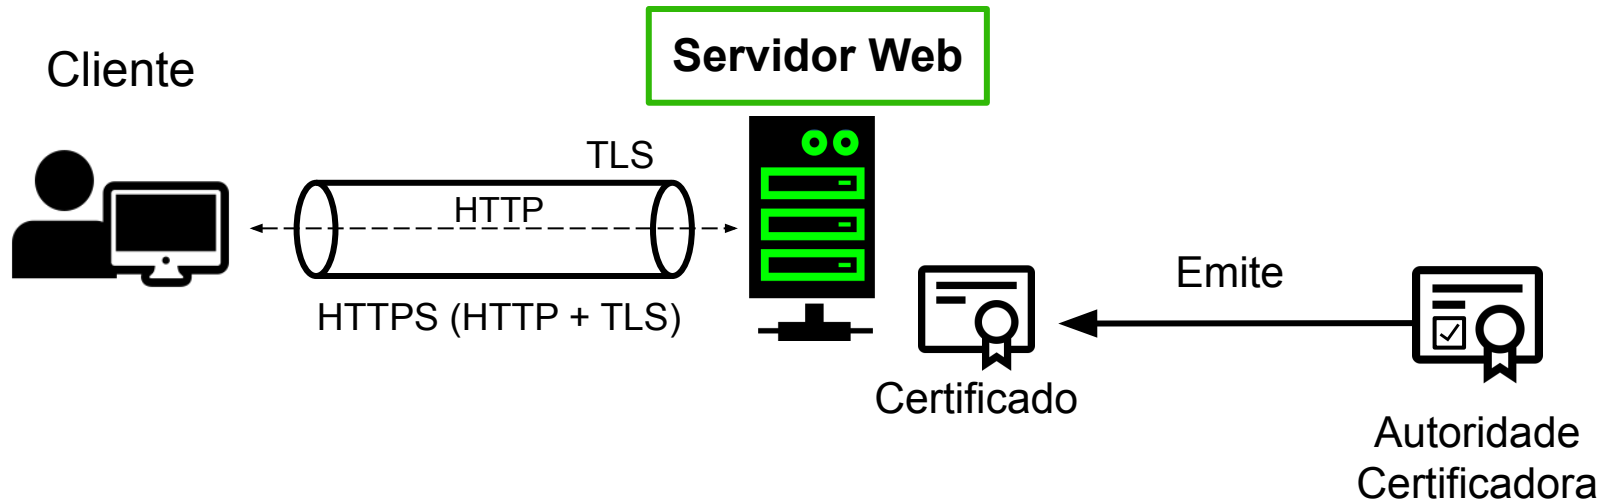 Cliente
Servidor Web
TLS
HTTP
HTTPS (HTTP + TLS)
Certificado
Emite
Autoridade
Certificadora